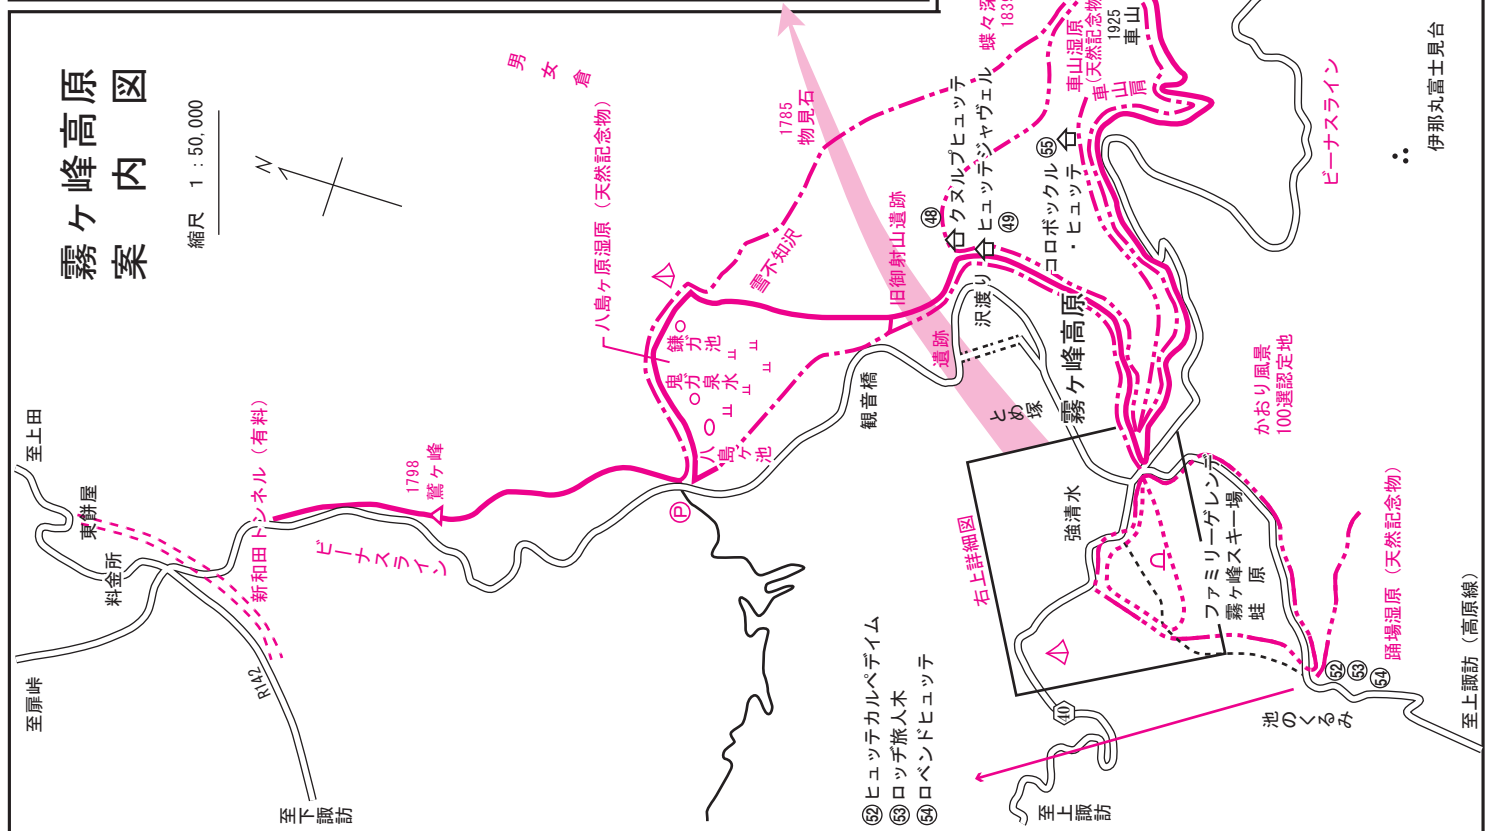 霧ヶ峰高原
案内図
縮尺 1:50,000
N
男女倉
八島ヶ原湿原（天然記念物）
1785
物見石
蝶々深
1839
車山湿原
（天然記念物）
1925
車山
車山肩
伊那丸富士見台
ビーナスライン
㊽ クヌルプヒュッテ
ヒュッテジャヴェル
㊾
コロボックル
・ヒュッテ
㊺
旧御射山遺跡
雪不知沢
沢渡り
遺跡
霧ヶ峰高原
鎌ガ池
鬼ガ泉水
八島ヶ池
観音橋
とめ塚
かおり風景
100選認定地
至上田
東餅屋
料金所
新和田トンネル（有料）
1798
鷲ヶ峰
ビーナスライン
至扉峠
R142
至下諏訪
P
右上詳細図
強清水
ファミリーゲレンデ
霧ヶ峰スキー場
蛙原
踊場湿原（天然記念物）
52
53
54
池のくるみ
至上諏訪（高原線）
40
至上諏訪
52 ヒュッテカルペデイム
53 ロッヂ旅人木
54 ロベンドヒュッテ